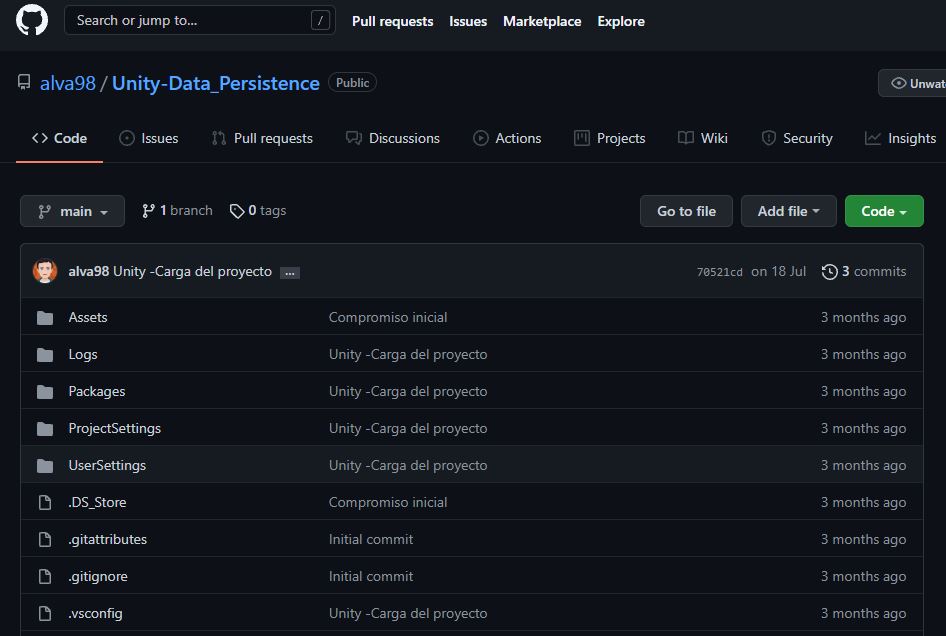 Search or jump to... /
Pull requests Issues Marketplace Explore
alva98 / Unity-Data_Persistence Public
Unwat
Code Issues Pull requests Discussions Actions Projects Wiki Security Insights
main 1 branch 0 tags Go to file Add file Code
alva98 Unity -Carga del proyecto ... 70521cd on 18 Jul 3 commits
Assets Compromiso inicial 3 months ago
Logs Unity -Carga del proyecto 3 months ago
Packages Unity -Carga del proyecto 3 months ago
ProjectSettings Unity -Carga del proyecto 3 months ago
UserSettings Unity -Carga del proyecto 3 months ago
.DS_Store Compromiso inicial 3 months ago
.gitattributes Initial commit 3 months ago
.gitignore Initial commit 3 months ago
.vsconfig Unity -Carga del proyecto 3 months ago